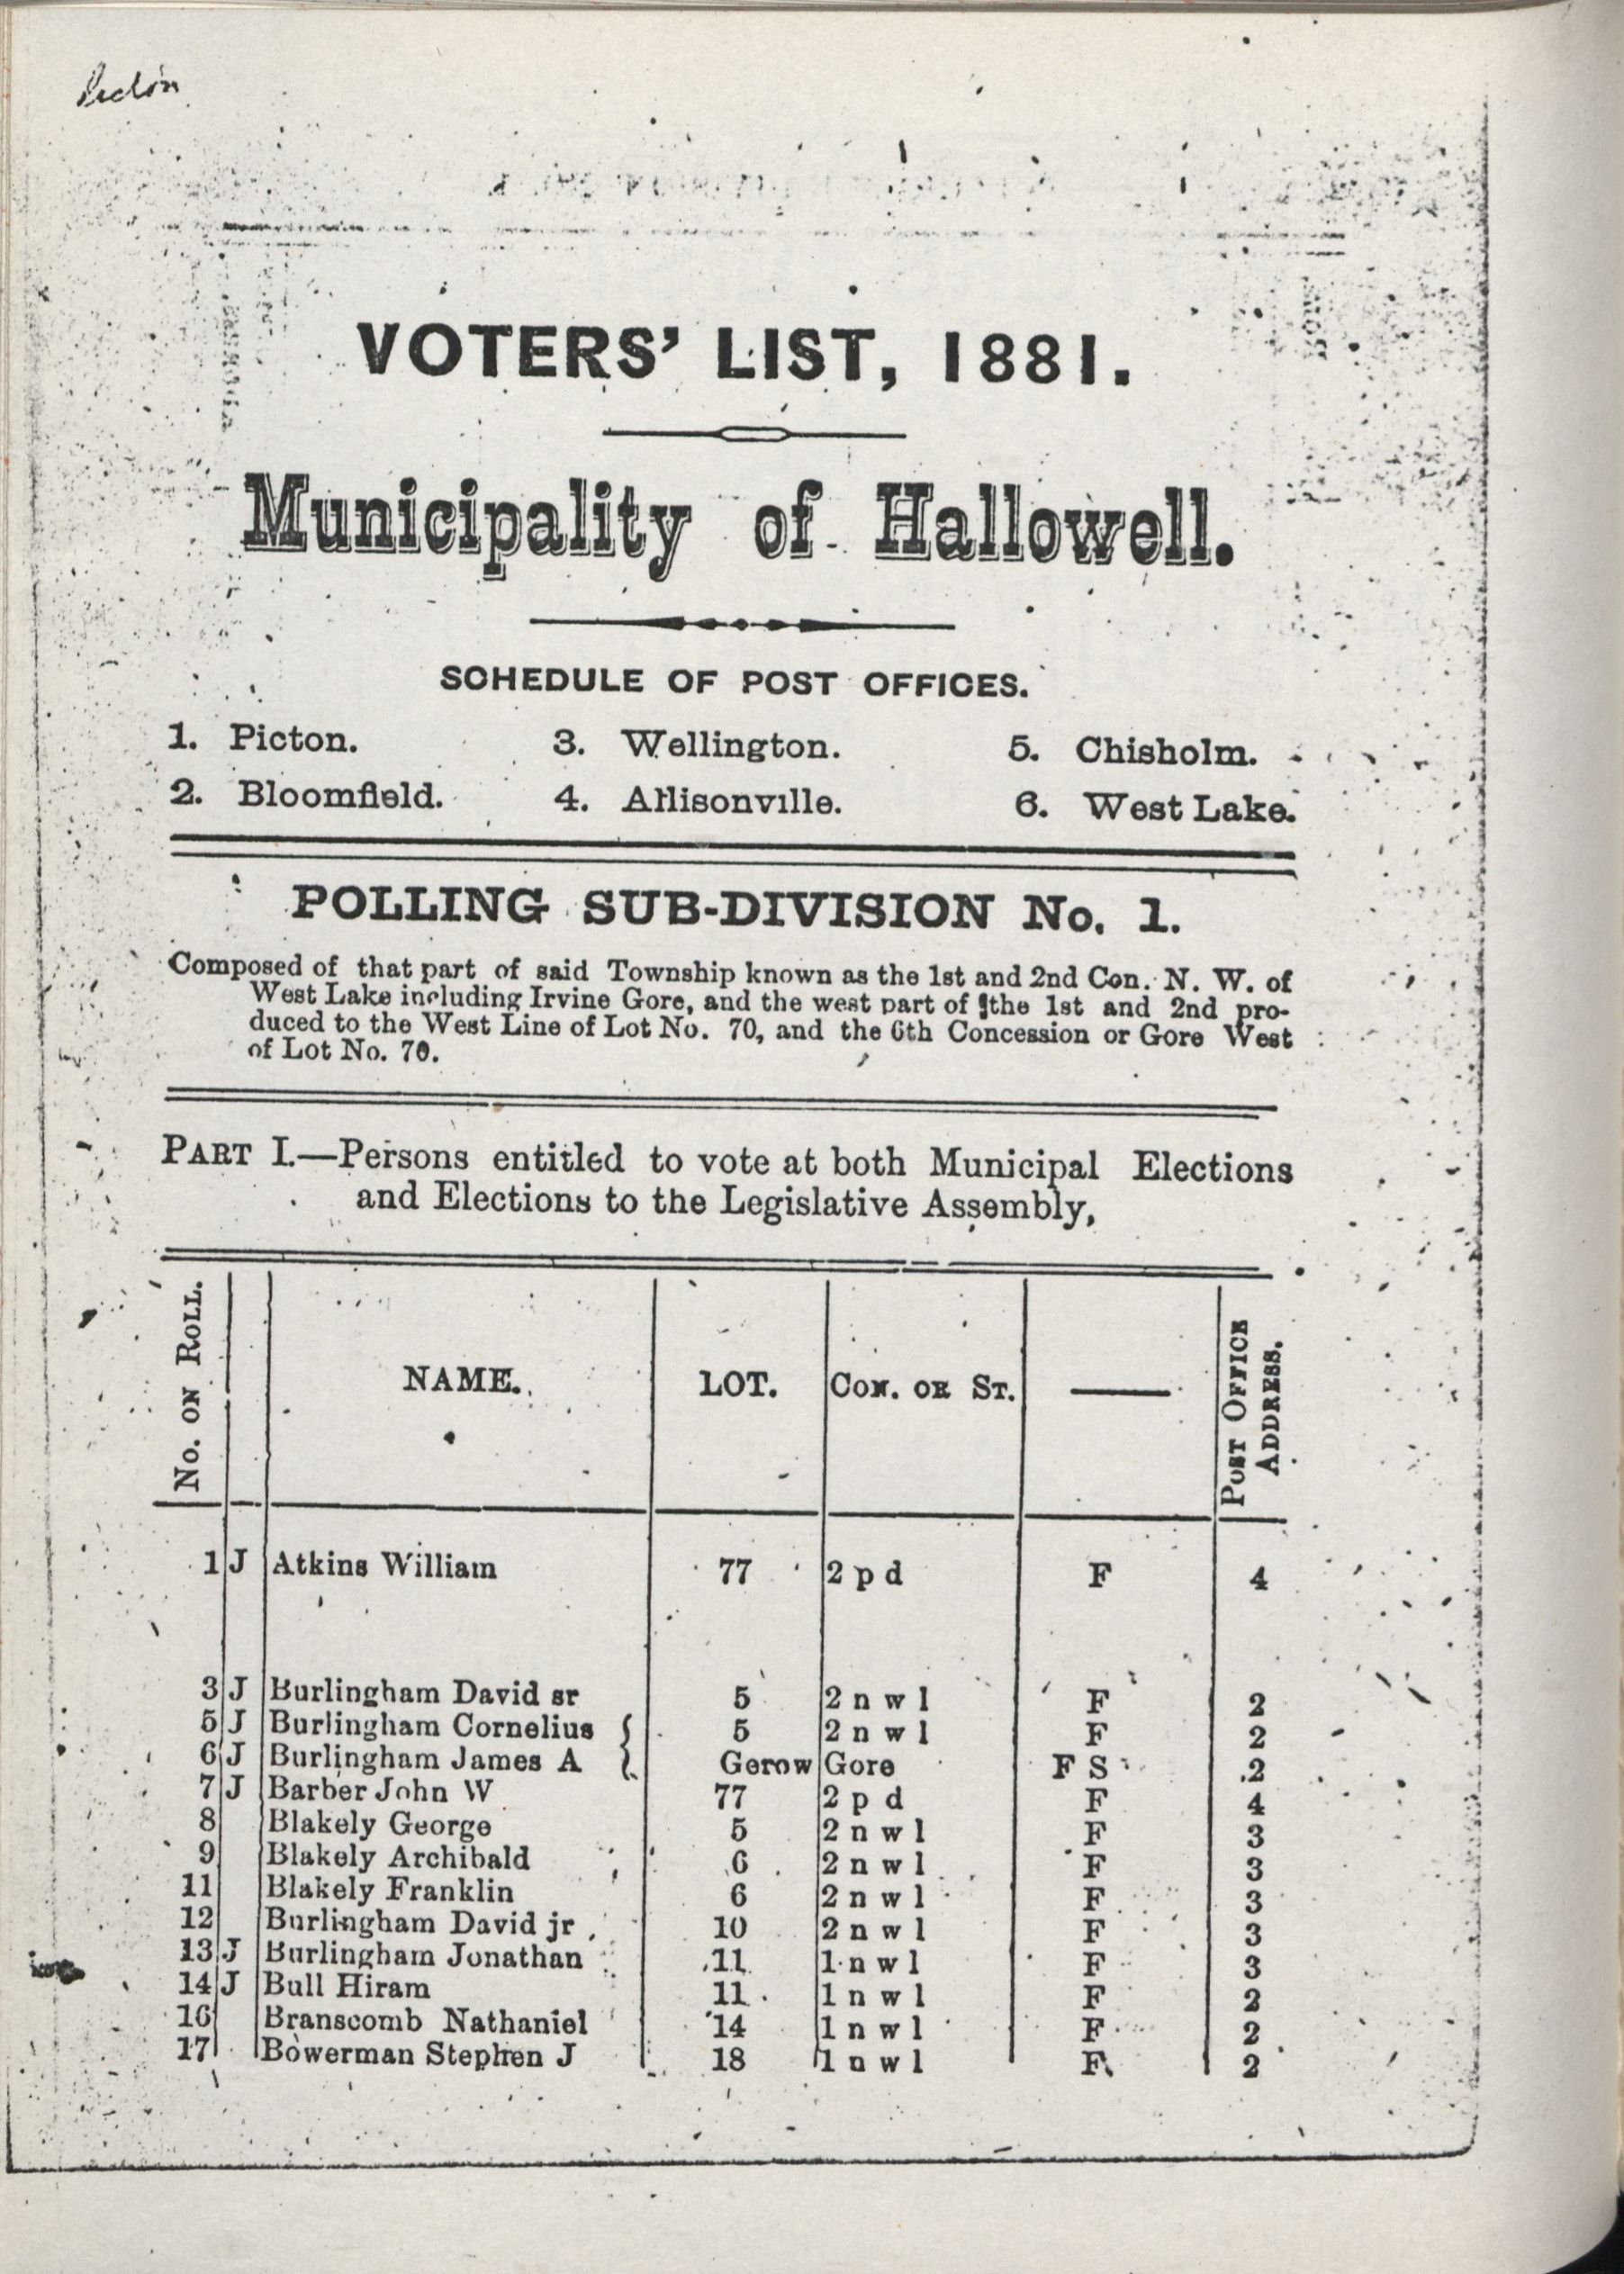 VOTERS' LIST, 1881.
Municipality of Hallowell.
SCHEDULE OF POST OFFICES.
1. Picton. 3. Wellington. 5. Chisholm.
2. Bloomfield. 4. Allisonville. 6. West Lake.
POLLING SUB-DIVISION No. 1.
Composed of that part of said Township known as the 1st and 2nd Con. N. W. of
West Lake including Irvine Gore, and the west part of the 1st and 2nd pro-
duced to the West Line of Lot No. 70, and the 6th Concession or Gore West
of Lot No. 70.
PART I.—Persons entitled to vote at both Municipal Elections
and Elections to the Legislative Assembly,
No. ON ROLL. NAME. LOT. CON. OR ST. POST OFFICE ADDRESS.
1 J Atkins William 77 2 p d F 4
3 J Burlingham David sr 5 2 n w l F 2
5 J Burlingham Cornelius { 5 2 n w l F 2
6 J Burlingham James A { Gerow Gore F S 2
7 J Barber John W 77 2 p d F 4
8 Blakely George 5 2 n w l F 3
9 Blakely Archibald 6 2 n w l F 3
11 Blakely Franklin 6 2 n w l F 3
12 Burlingham David jr 10 2 n w l F 3
13 J Burlingham Jonathan 11 1 n w l F 3
14 J Bull Hiram 11 1 n w l F 2
16 Branscomb Nathaniel 14 1 n w l F 2
17 Bowerman Stephen J 18 1 n w l F 2